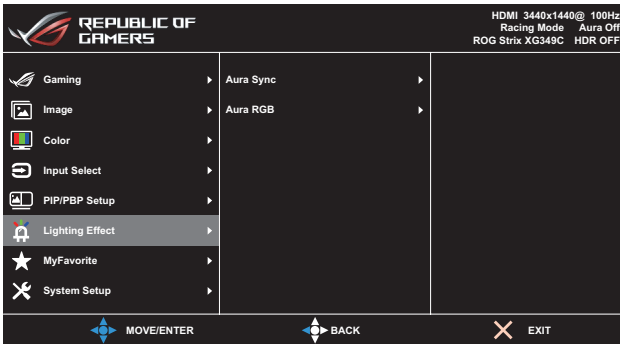 REPUBLIC OF
GAMERS
HDMI 3440x1440@ 100Hz
Racing Mode Aura Off
ROG Strix XG349C HDR OFF
Gaming
Image
Color
Input Select
PIP/PBP Setup
Lighting Effect
MyFavorite
System Setup
Aura Sync
Aura RGB
MOVE/ENTER
BACK
EXIT